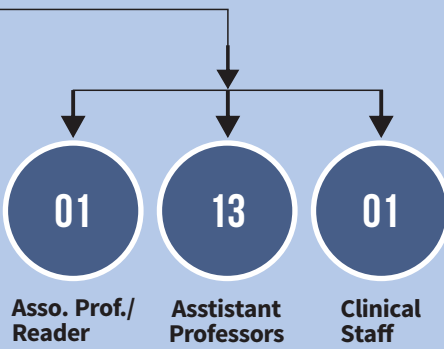 01
13
01
Asso. Prof./
Reader
Asstistant
Professors
Clinical
Staff